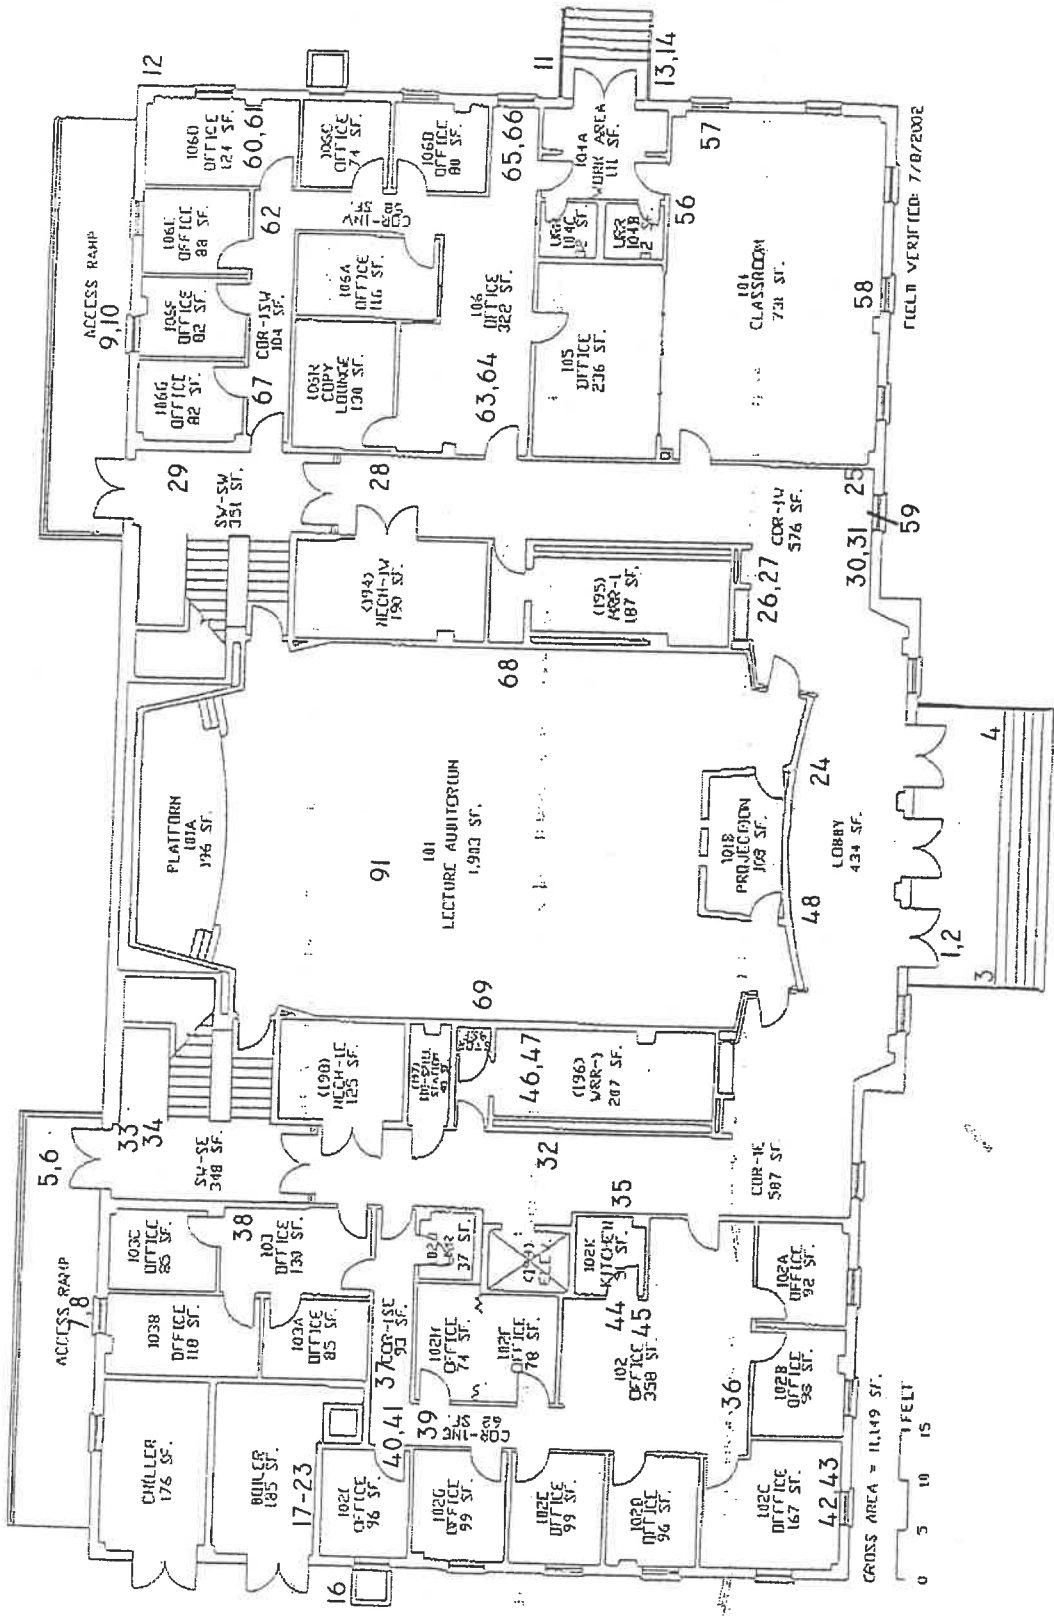 ACCESS RAMP
5,6
7,8
33
34
CHILLER
176 SF.
103B
OFFICE
118 SF.
103C
OFFICE
85 SF.
SW-SE
348 SF.
BOILER
185 SF.
17-23
103A
OFFICE
85 SF.
103
OFFICE
130 SF.
38
16
102I
OFFICE
96 SF.
40,41
37
COR-1SE
93 SF.
102G
OFFICE
99 SF.
39
102H
OFFICE
74 SF.
37 SF.
102E
OFFICE
99 SF.
OFFICE
78 SF.
ELEV.
32
102D
OFFICE
96 SF.
102
OFFICE
358 SF.
44
45
102K
KITCHEN
35
36
102C
OFFICE
167 SF.
42
43
102B
OFFICE
102A
OFFICE
92 SF.
COR-1E
587 SF.
GROSS AREA = 11,149 SF.
0 5 10 15
FEET
PLATFORM
101A
396 SF.
(198)
MECH-1E
125 SF.
(197)
STATION
69
46,47
(196)
WRR-1
207 SF.
91
101
LECTURE AUDITORIUM
1,983 SF.
68
101B
PROJECTION
108 SF.
48
24
LOBBY
434 SF.
1,2
3
4
ACCESS RAMP
9,10
12
29
SW-SW
351 SF.
106G
OFFICE
82 SF.
106F
OFFICE
82 SF.
106E
OFFICE
88 SF.
106D
OFFICE
124 SF.
60,61
67
COR-1SW
104 SF.
62
28
(194)
MECH-1W
190 SF.
COPY
LOUNGE
130 SF.
106A
OFFICE
116 SF.
106C
OFFICE
74 SF.
OFFICE
80 SF.
63,64
106
OFFICE
322 SF.
65,66
11
13,14
(195)
MRR-1
187 SF.
105
OFFICE
236 SF.
104C
104B
104A
WORK AREA
111 SF.
56
57
26,27
COR-1W
576 SF.
104
CLASSROOM
731 SF.
58
30,31
25
59
FIELD VERIFIED: 7/8/2002